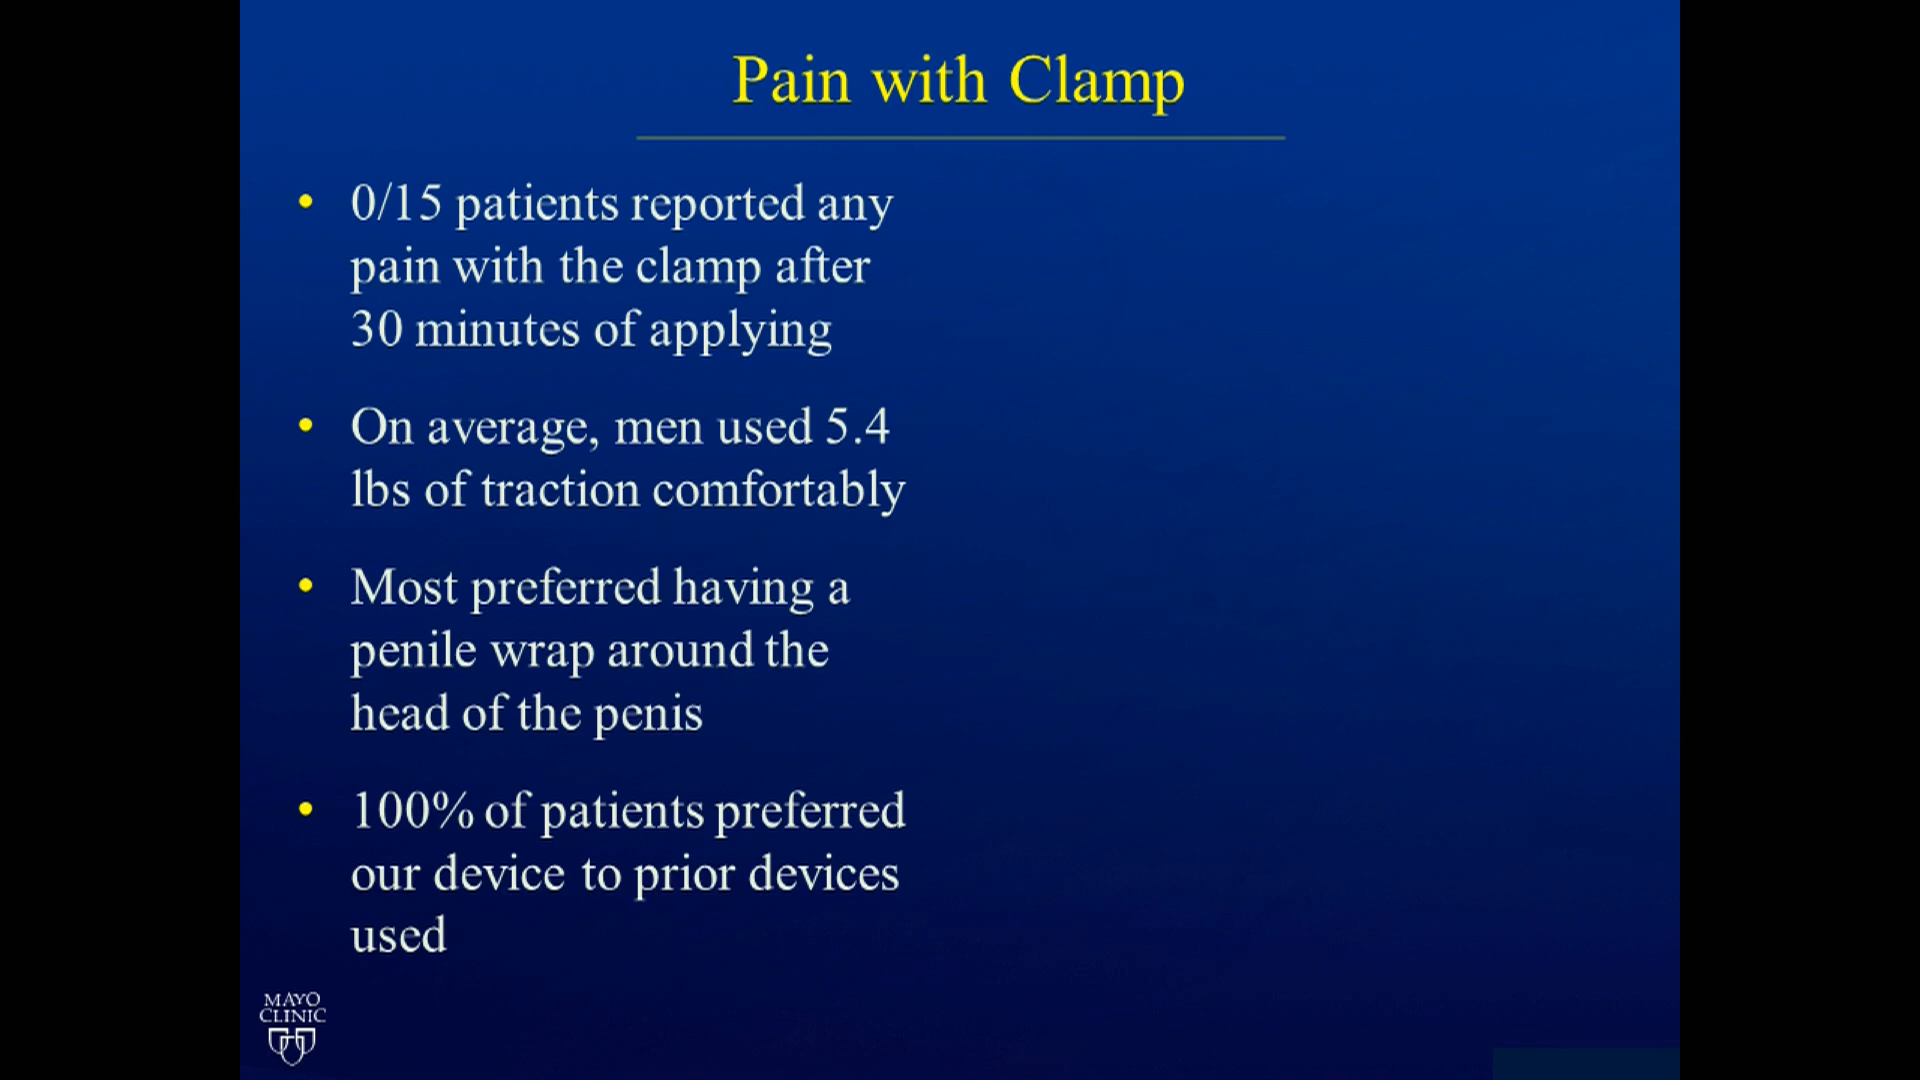 Pain with Clamp
• 0/15 patients reported any
pain with the clamp after
30 minutes of applying
• On average, men used 5.4
lbs of traction comfortably
• Most preferred having a
penile wrap around the
head of the penis
• 100% of patients preferred
our device to prior devices
used
MAYO
CLINIC